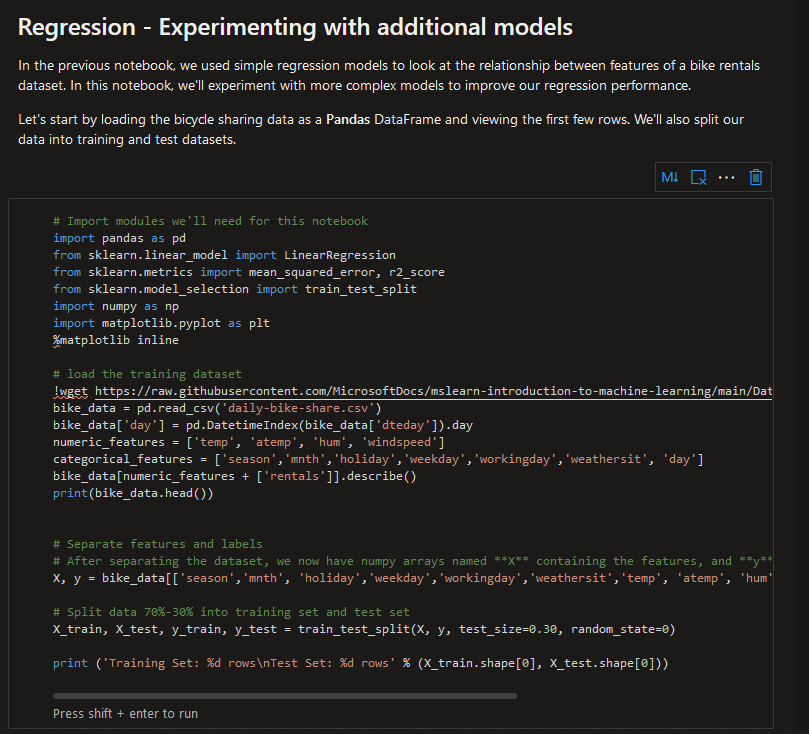 Regression - Experimenting with additional models
In the previous notebook, we used simple regression models to look at the relationship between features of a bike rentals
dataset. In this notebook, we'll experiment with more complex models to improve our regression performance.
Let's start by loading the bicycle sharing data as a Pandas DataFrame and viewing the first few rows. We'll also split our
data into training and test datasets.
M↓
# Import modules we'll need for this notebook
import pandas as pd
from sklearn.linear_model import LinearRegression
from sklearn.metrics import mean_squared_error, r2_score
from sklearn.model_selection import train_test_split
import numpy as np
import matplotlib.pyplot as plt
%matplotlib inline
# load the training dataset
!wget https://raw.githubusercontent.com/MicrosoftDocs/mslearn-introduction-to-machine-learning/main/Dat
bike_data = pd.read_csv('daily-bike-share.csv')
bike_data['day'] = pd.DatetimeIndex(bike_data['dteday']).day
numeric_features = ['temp', 'atemp', 'hum', 'windspeed']
categorical_features = ['season','mnth','holiday','weekday','workingday','weathersit', 'day']
bike_data[numeric_features + ['rentals']].describe()
print(bike_data.head())
# Separate features and labels
# After separating the dataset, we now have numpy arrays named **X** containing the features, and **y**
X, y = bike_data[['season','mnth', 'holiday','weekday','workingday','weathersit','temp', 'atemp', 'hum'
# Split data 70%-30% into training set and test set
X_train, X_test, y_train, y_test = train_test_split(X, y, test_size=0.30, random_state=0)
print ('Training Set: %d rows\nTest Set: %d rows' % (X_train.shape[0], X_test.shape[0]))
Press shift + enter to run